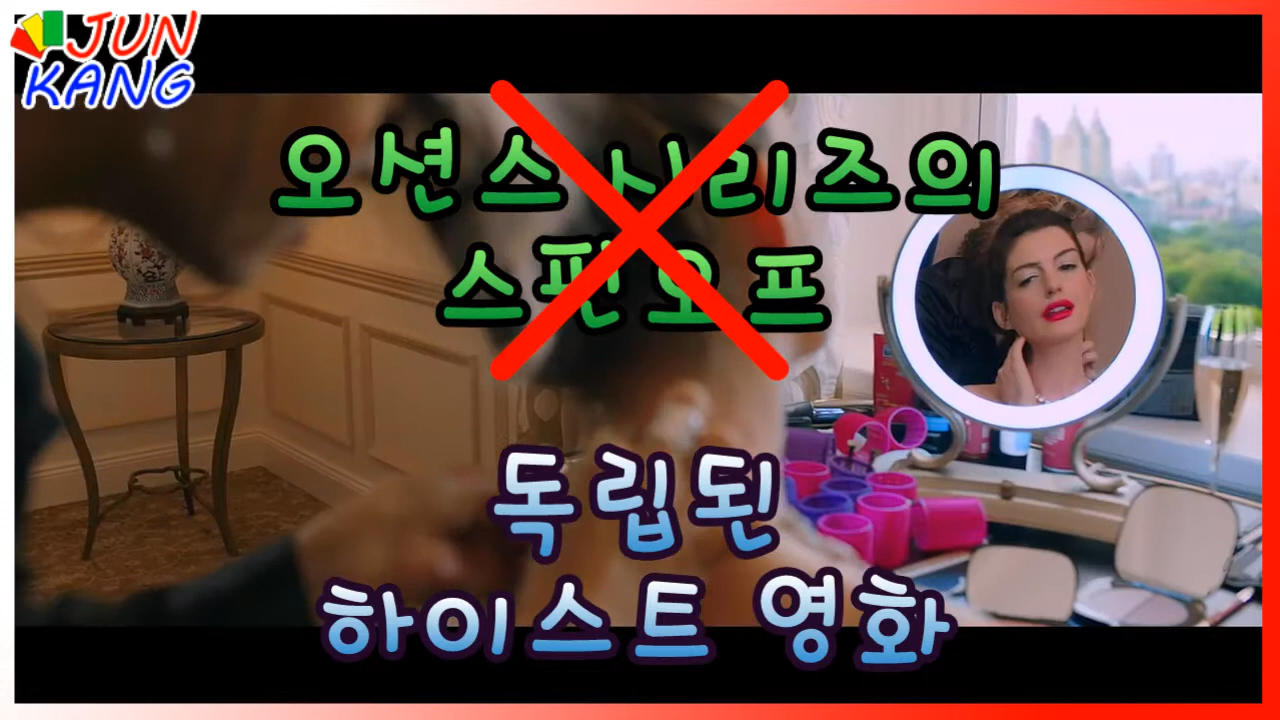 JUN
KANG
오션스 시리즈의
스핀오프
독립된
하이스트 영화